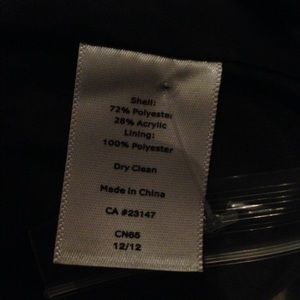 Shell:
72% Polyester
28% Acrylic
Lining:
100% Polyester
Dry Clean
Made in China
CA #23147
CN65
12/12